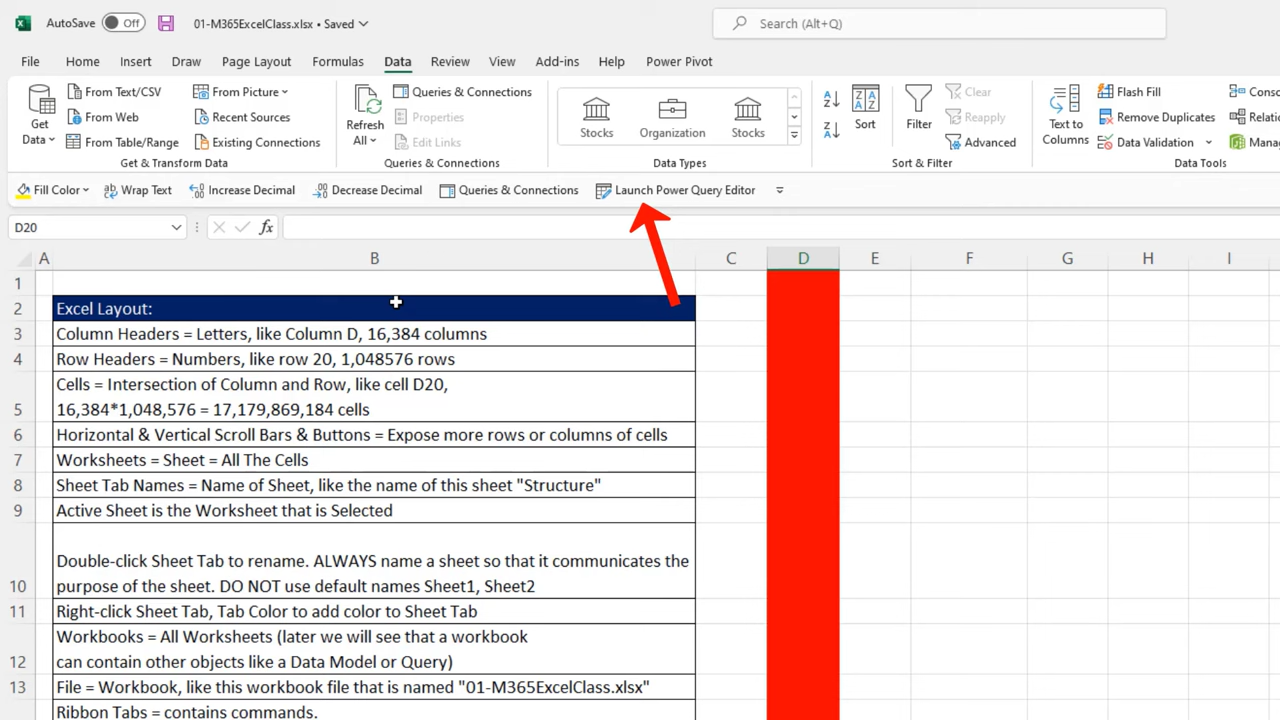 AutoSave Off 01-M365ExcelClass.xlsx • Saved Search (Alt+Q)
File Home Insert Draw Page Layout Formulas Data Review View Add-ins Help Power Pivot
Get Data
From Text/CSV
From Web
From Table/Range
From Picture
Recent Sources
Existing Connections
Get & Transform Data
Refresh All
Queries & Connections
Properties
Edit Links
Queries & Connections
Stocks Organization Stocks
Data Types
Sort
Filter
Clear
Reapply
Advanced
Sort & Filter
Text to Columns
Flash Fill
Remove Duplicates
Data Validation
Conso
Relatio
Manag
Data Tools
Fill Color Wrap Text Increase Decimal Decrease Decimal Queries & Connections Launch Power Query Editor
D20 fx
A B C D E F G H I
1
2 Excel Layout:
3 Column Headers = Letters, like Column D, 16,384 columns
4 Row Headers = Numbers, like row 20, 1,048576 rows
Cells = Intersection of Column and Row, like cell D20,
5 16,384*1,048,576 = 17,179,869,184 cells
6 Horizontal & Vertical Scroll Bars & Buttons = Expose more rows or columns of cells
7 Worksheets = Sheet = All The Cells
8 Sheet Tab Names = Name of Sheet, like the name of this sheet "Structure"
9 Active Sheet is the Worksheet that is Selected
Double-click Sheet Tab to rename. ALWAYS name a sheet so that it communicates the
10 purpose of the sheet. DO NOT use default names Sheet1, Sheet2
11 Right-click Sheet Tab, Tab Color to add color to Sheet Tab
Workbooks = All Worksheets (later we will see that a workbook
12 can contain other objects like a Data Model or Query)
13 File = Workbook, like this workbook file that is named "01-M365ExcelClass.xlsx"
Ribbon Tabs = contains commands.